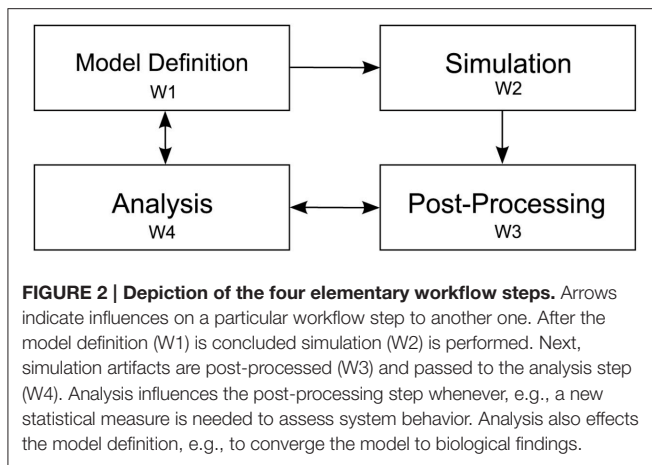 Model Definition
W1
Simulation
W2
Analysis
W4
Post-Processing
W3
FIGURE 2 | Depiction of the four elementary workflow steps. Arrows
indicate influences on a particular workflow step to another one. After the
model definition (W1) is concluded simulation (W2) is performed. Next,
simulation artifacts are post-processed (W3) and passed to the analysis step
(W4). Analysis influences the post-processing step whenever, e.g., a new
statistical measure is needed to assess system behavior. Analysis also effects
the model definition, e.g., to converge the model to biological findings.